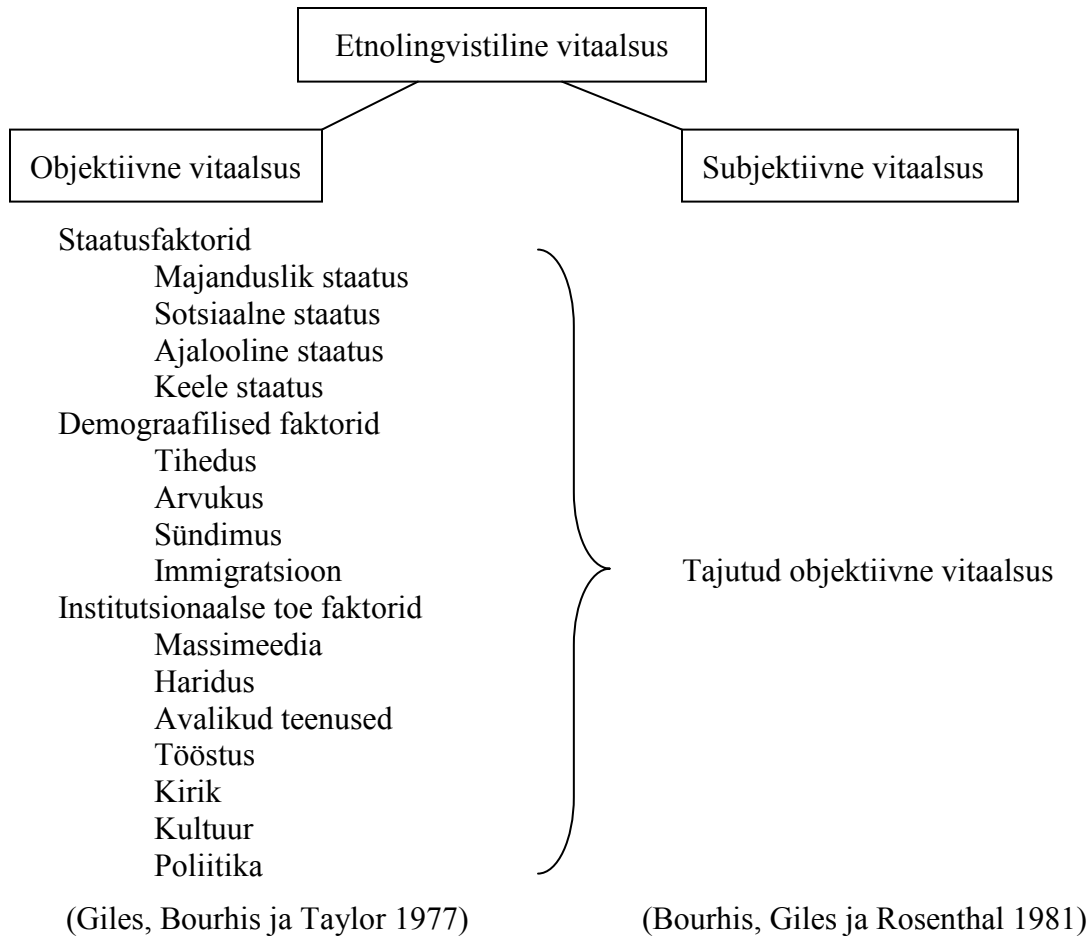 Etnolingvistiline vitaalsus
Objektiivne vitaalsus
Subjektiivne vitaalsus
Staatusfaktorid
Majanduslik staatus
Sotsiaalne staatus
Ajalooline staatus
Keele staatus
Demograafilised faktorid
Tihedus
Arvukus
Sündimus
Immigratsioon
Institutsionaalse toe faktorid
Massimeedia
Haridus
Avalikud teenused
Tööstus
Kirik
Kultuur
Poliitika
Tajutud objektiivne vitaalsus
(Giles, Bourhis ja Taylor 1977)
(Bourhis, Giles ja Rosenthal 1981)